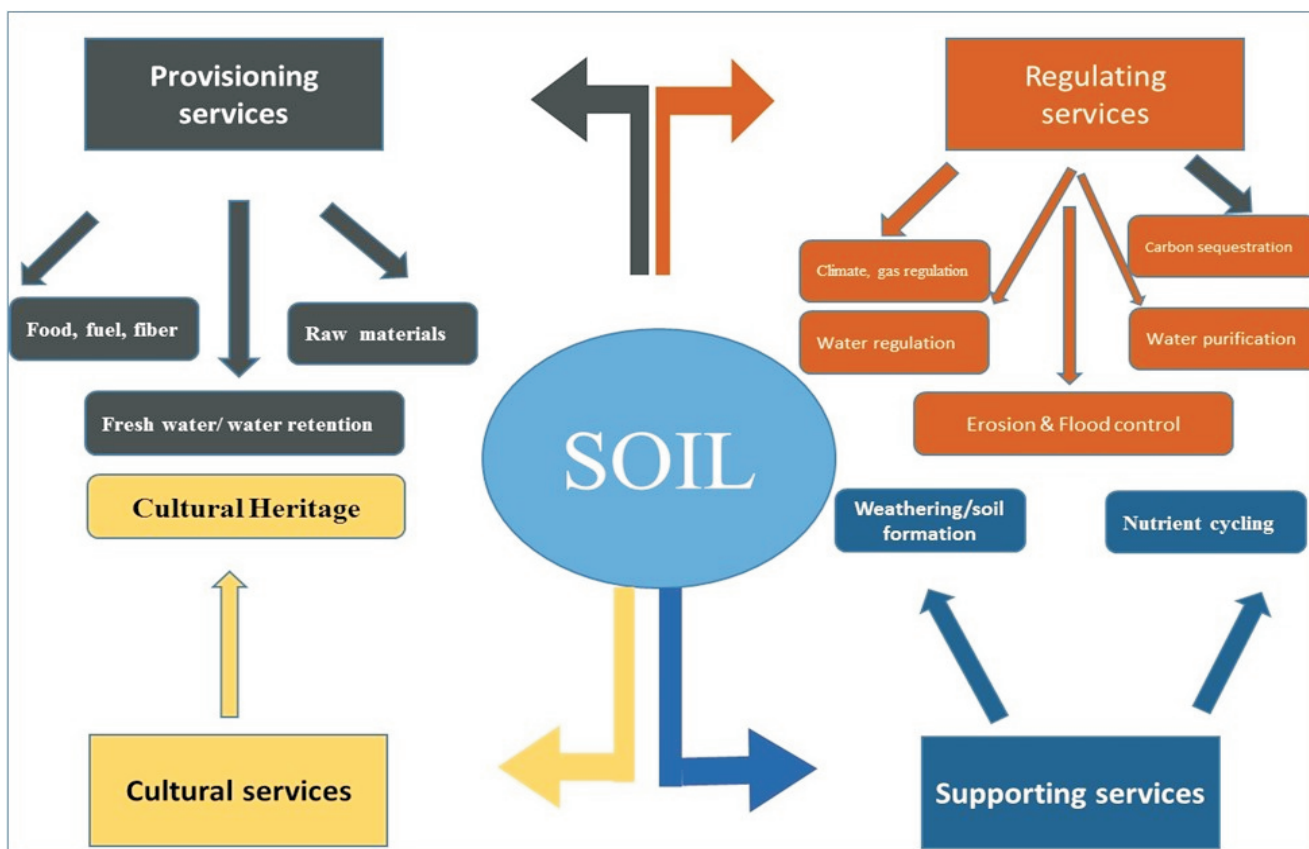 Provisioning
services
Regulating
services
Carbon sequestration
Climate, gas regulation
Food, fuel, fiber
Raw materials
Water regulation
Water purification
Fresh water/ water retention
Erosion & Flood control
SOIL
Cultural Heritage
Weathering/soil
formation
Nutrient cycling
Cultural services
Supporting services